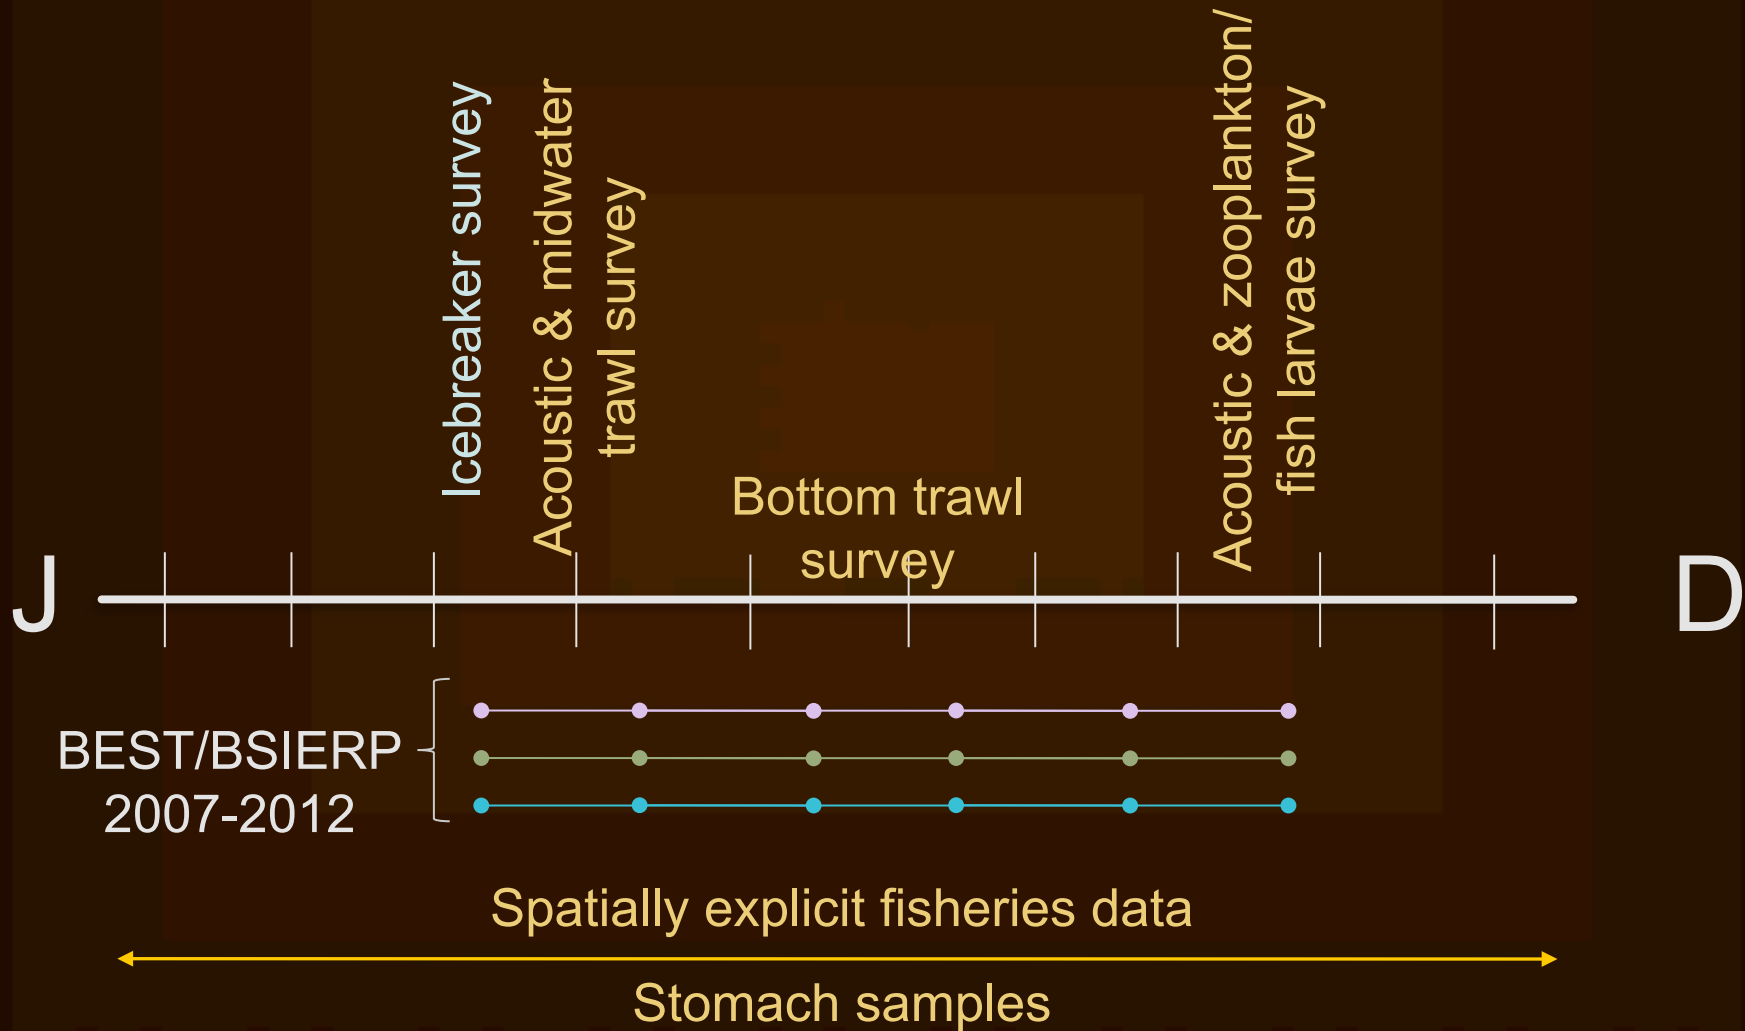 Icebreaker survey
Acoustic & midwater
trawl survey
Bottom trawl
survey
Acoustic & zooplankton/
fish larvae survey
J
D
BEST/BSIERP
2007-2012
Spatially explicit fisheries data
Stomach samples